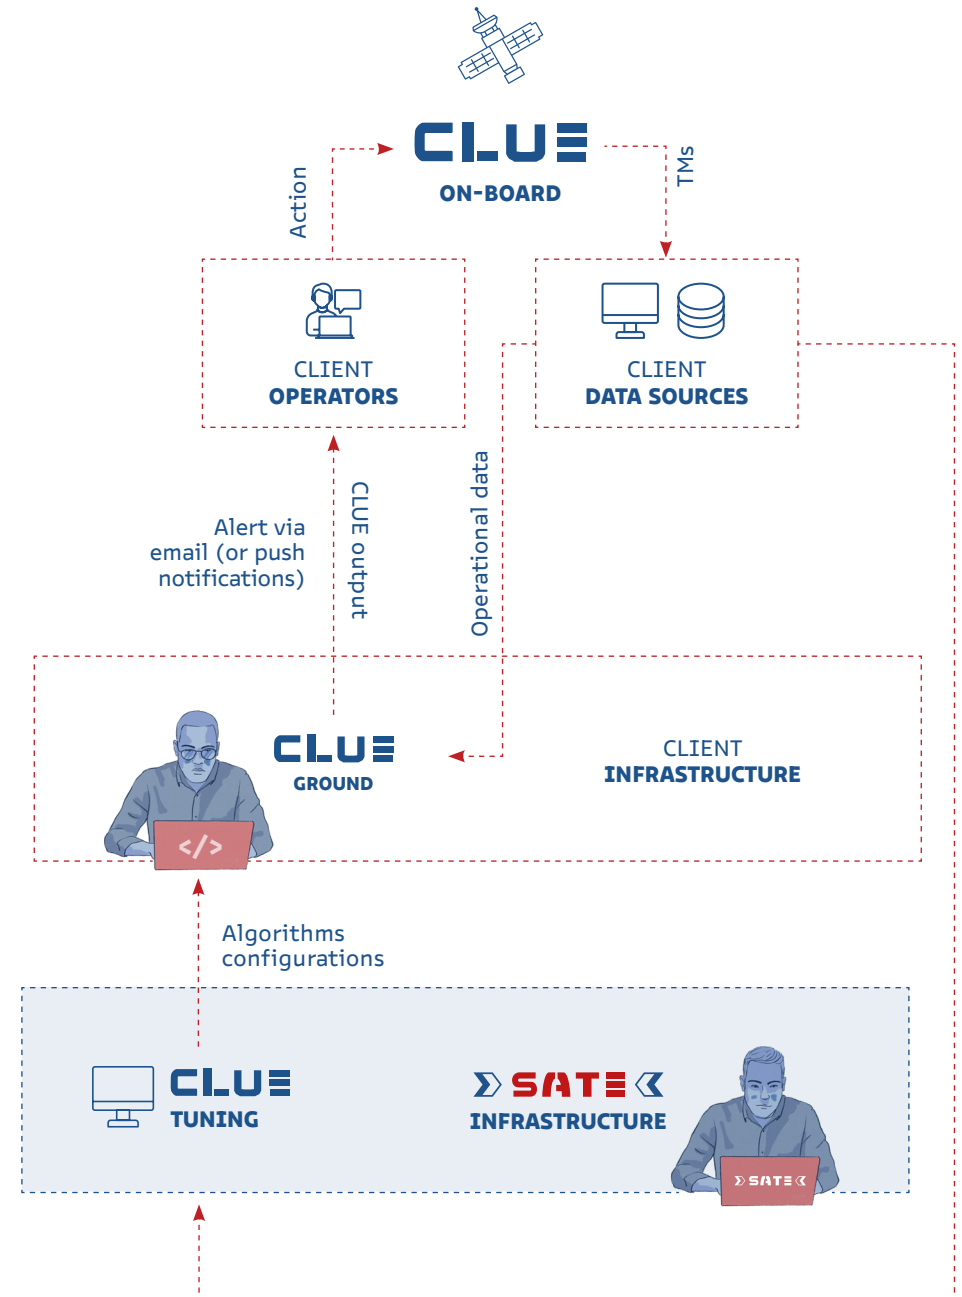 CLUE
ON-BOARD
Action
TMs
CLIENT
OPERATORS
CLIENT
DATA SOURCES
Alert via
email (or push
notifications)
CLUE output
Operational data
CLUE
GROUND
CLIENT
INFRASTRUCTURE
</>
Algorithms
configurations
CLUE
TUNING
SATE
INFRASTRUCTURE
SATE